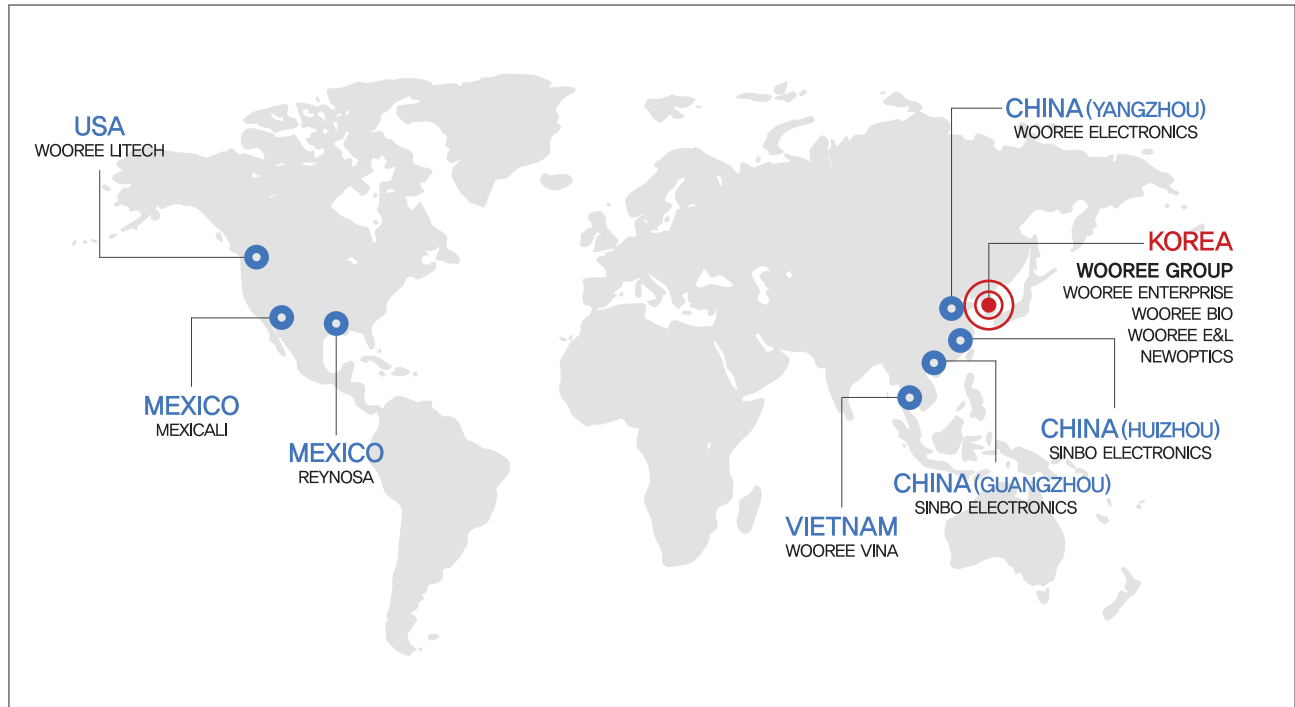 USA
WOOREE LITECH
MEXICO
MEXICALI
MEXICO
REYNOSA
CHINA (YANGZHOU)
WOOREE ELECTRONICS
KOREA
WOOREE GROUP
WOOREE ENTERPRISE
WOOREE BIO
WOOREE E&L
NEWOPTICS
CHINA (HUIZHOU)
SINBO ELECTRONICS
CHINA (GUANGZHOU)
SINBO ELECTRONICS
VIETNAM
WOOREE VINA